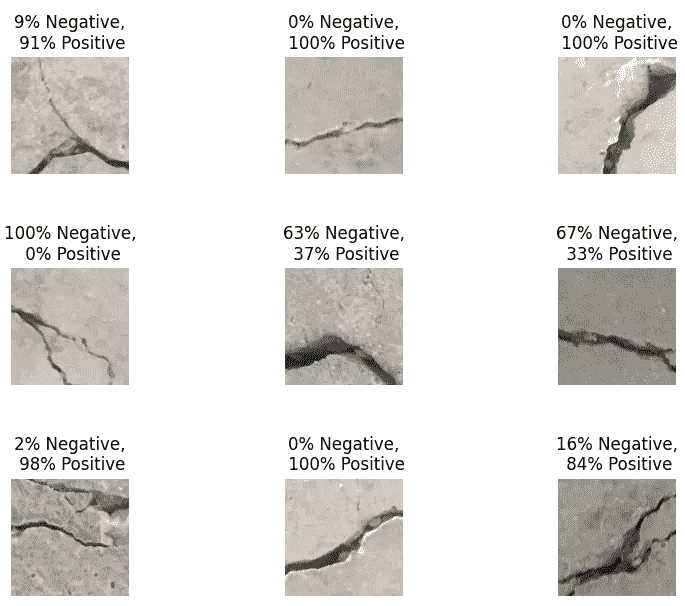 9% Negative,
91% Positive
0% Negative,
100% Positive
0% Negative,
100% Positive
100% Negative,
0% Positive
63% Negative,
37% Positive
67% Negative,
33% Positive
2% Negative,
98% Positive
0% Negative,
100% Positive
16% Negative,
84% Positive